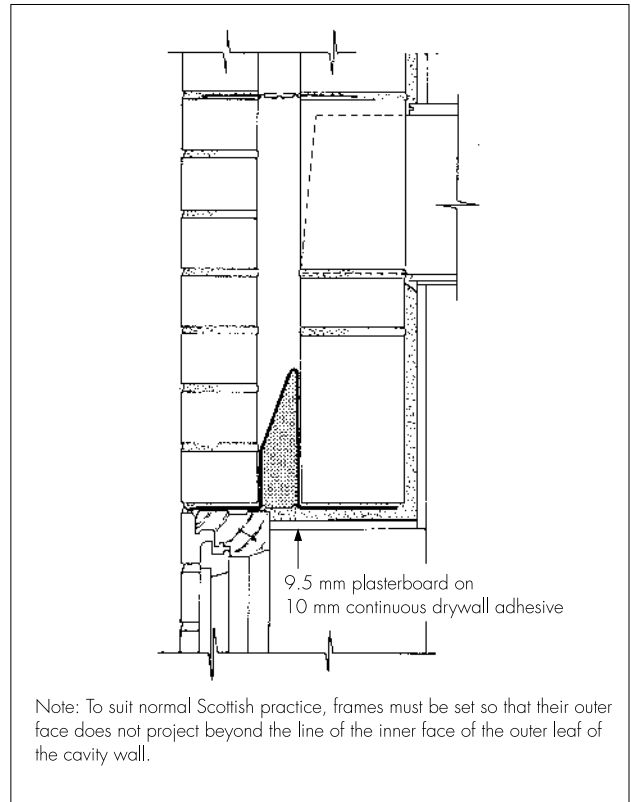 9.5 mm plasterboard on
10 mm continuous drywall adhesive
Note: To suit normal Scottish practice, frames must be set so that their outer
face does not project beyond the line of the inner face of the outer leaf of
the cavity wall.